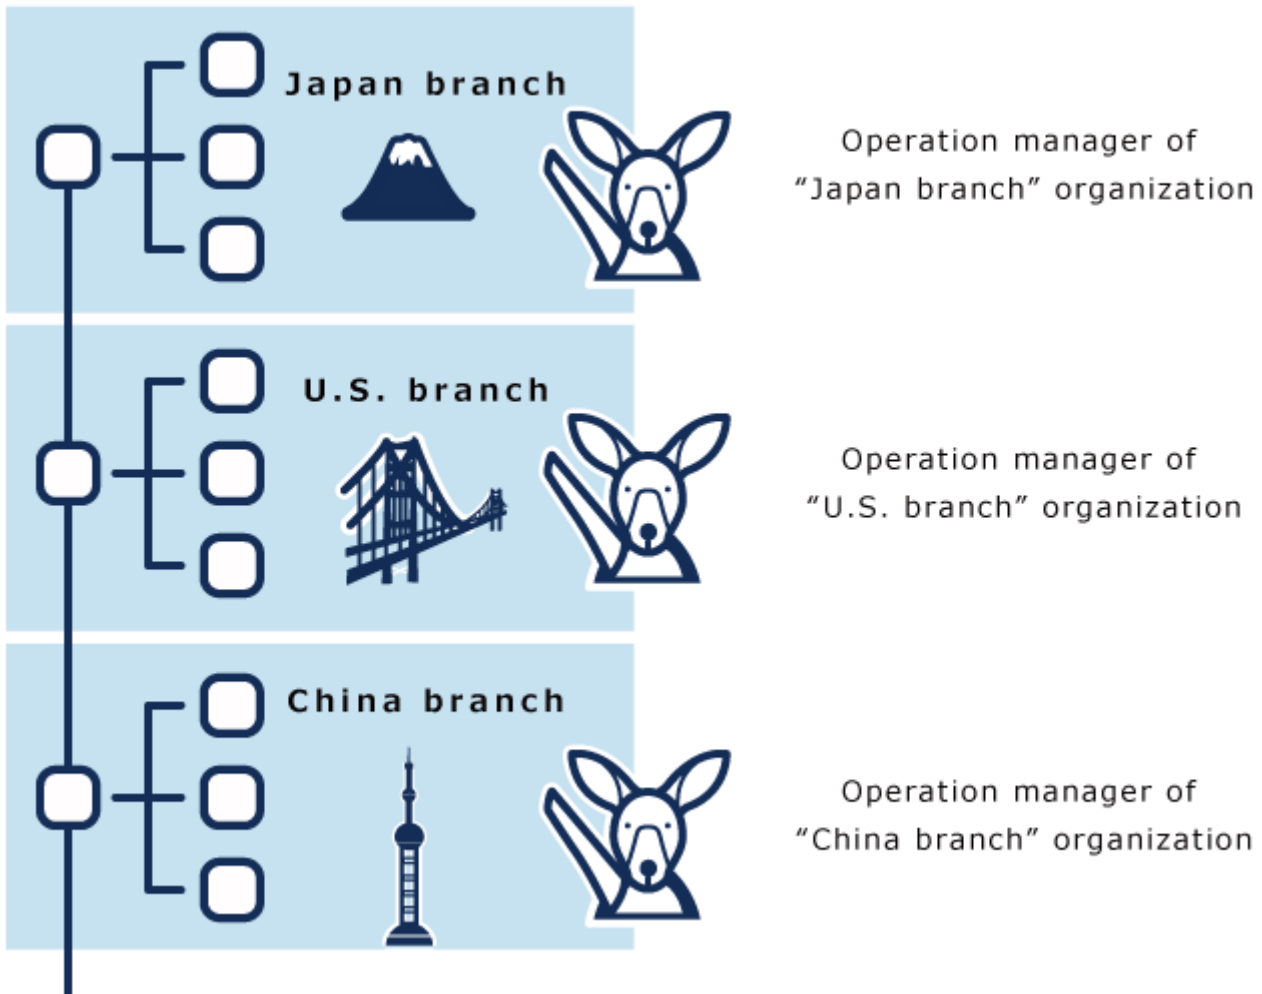 Japan branch
Operation manager of
“Japan branch” organization
U.S. branch
Operation manager of
“U.S. branch” organization
China branch
Operation manager of
“China branch” organization